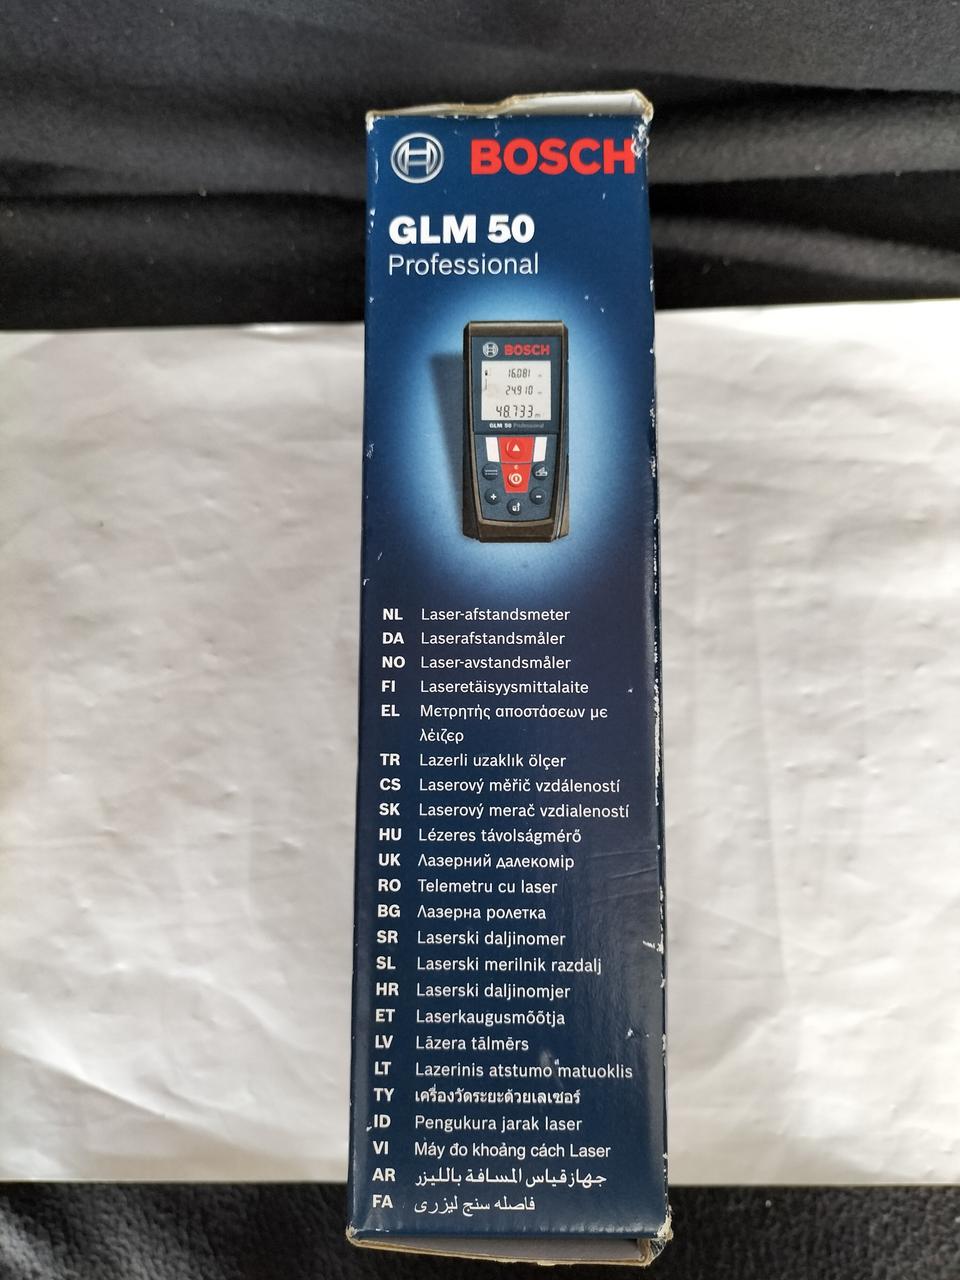 BOSCH
GLM 50
Professional
BOSCH
16.081 m
24.910 m
48.733 m
GLM 50 Professional
NL Laser-afstandsmeter
DA Laserafstandsmåler
NO Laser-avstandsmåler
FI Laseretäisyysmittalaite
EL Μετρητής αποστάσεων με
λέιζερ
TR Lazerli uzaklık ölçer
CS Laserový měřič vzdáleností
SK Laserový merač vzdialeností
HU Lézeres távolságmérő
UK Лазерний далекомір
RO Telemetru cu laser
BG Лазерна ролетка
SR Laserski daljinomer
SL Laserski merilnik razdalj
HR Laserski daljinomjer
ET Laserkaugusmõõtja
LV Lāzera tālmērs
LT Lazerinis atstumo matuoklis
TY เครื่องวัดระยะด้วยเลเซอร์
ID Pengukura jarak laser
VI Máy đo khoảng cách Laser
AR جهاز قياس المسافة بالليزر
FA فاصله سنج لیزری